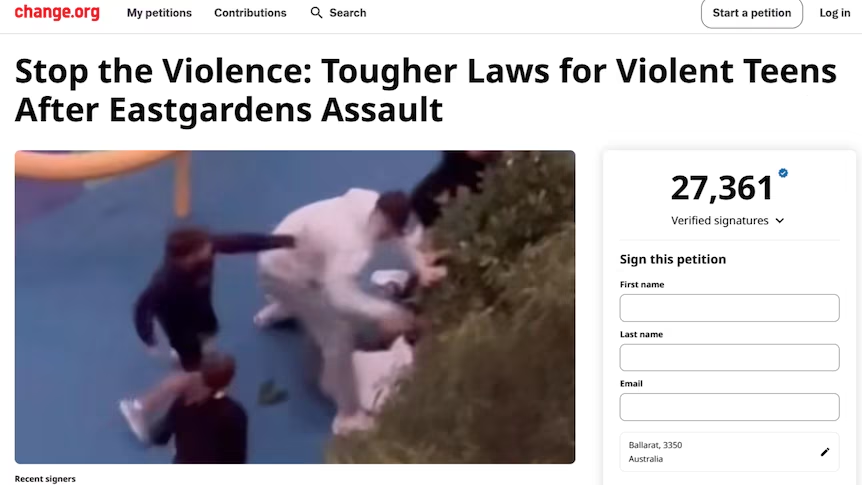 change.org
My petitions
Contributions
Search
Start a petition
Log in
Stop the Violence: Tougher Laws for Violent Teens
After Eastgardens Assault
27,361
Verified signatures
Sign this petition
First name
Last name
Email
Ballarat, 3350
Australia
Recent signers